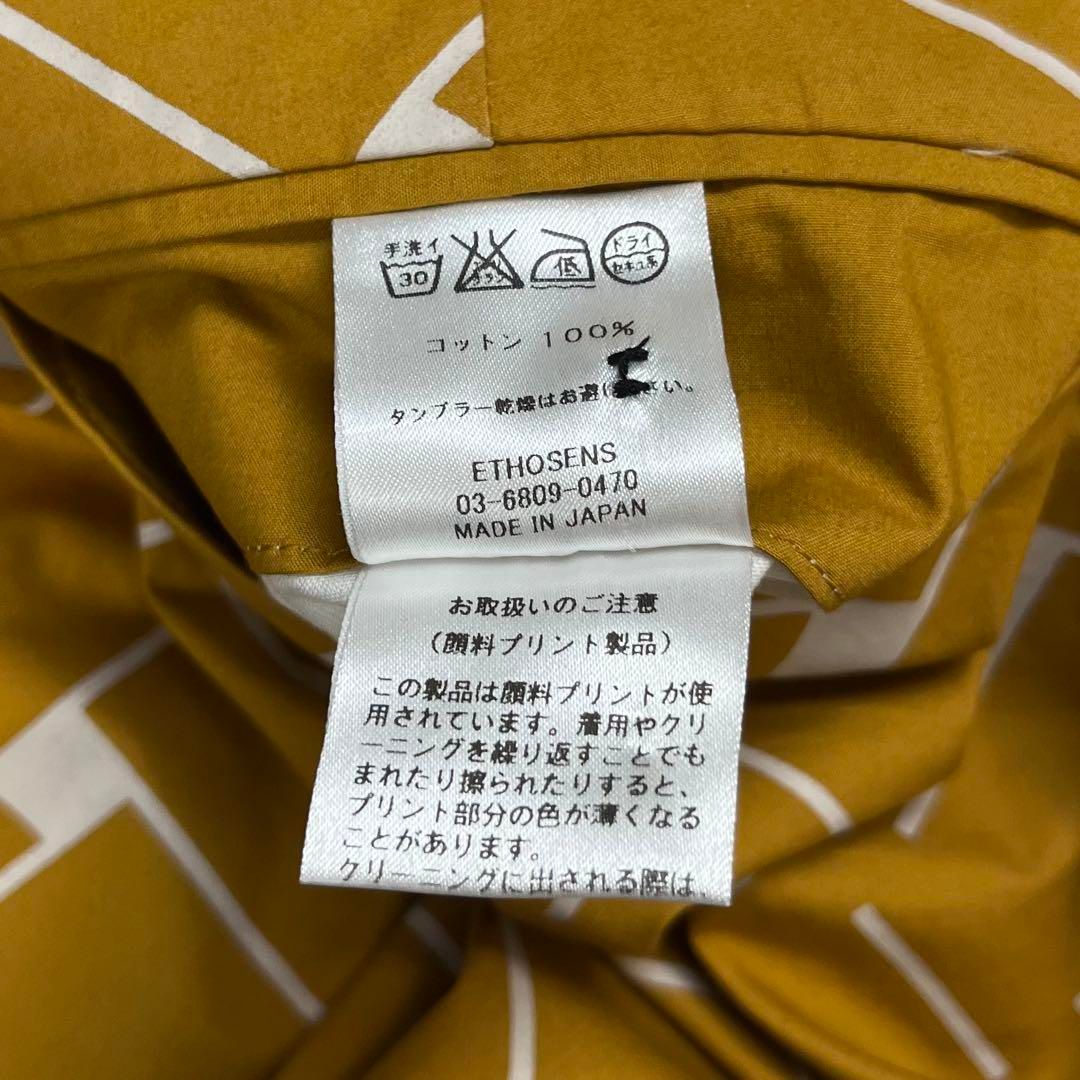 手洗イ
30
低
ドライ
セキユ系
コットン 100%
タンブラー乾燥はお避け　さい。
ETHOSENS
03-6809-0470
MADE IN JAPAN
お取扱いのご注意
(顔料プリント製品)
この製品は顔料プリントが使
用されています。着用やクリ
ーニングを繰り返すことでも
まれたり擦られたりすると、
プリント部分の色が薄くなる
ことがあります。
クリーニングに出される際は、